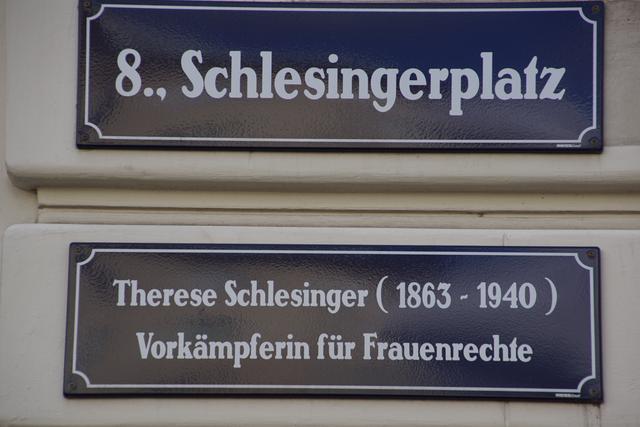 8., Schlesingerplatz
Therese Schlesinger ( 1863 - 1940 )
Vorkämpferin für Frauenrechte